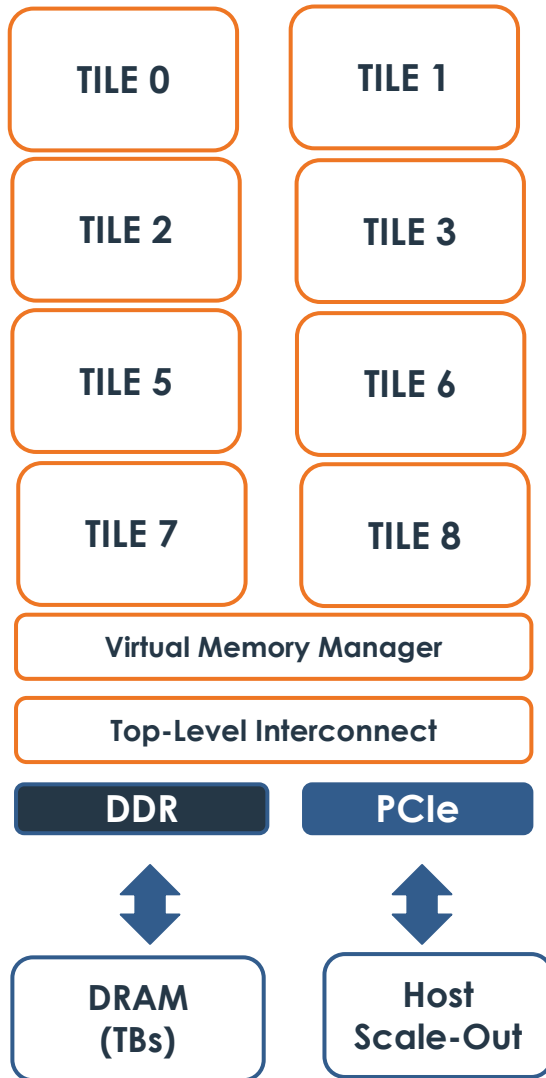 TILE 0
TILE 1
TILE 2
TILE 3
TILE 5
TILE 6
TILE 7
TILE 8
Virtual Memory Manager
Top-Level Interconnect
DDR
PCIe
DRAM
(TBs)
Host
Scale-Out